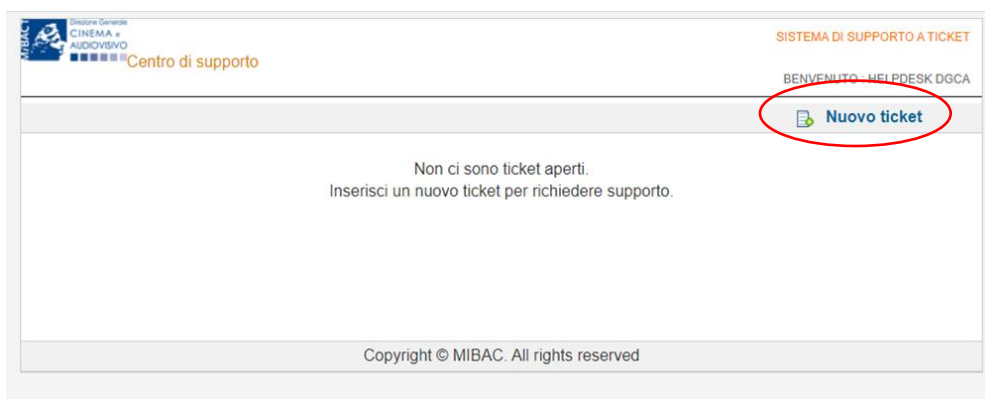 MiBACT
Direzione Generale
CINEMA e
AUDIOVISIVO
Centro di supporto
SISTEMA DI SUPPORTO A TICKET
BENVENUTO : HELPDESK DGCA
Nuovo ticket
Non ci sono ticket aperti.
Inserisci un nuovo ticket per richiedere supporto.
Copyright © MIBAC. All rights reserved